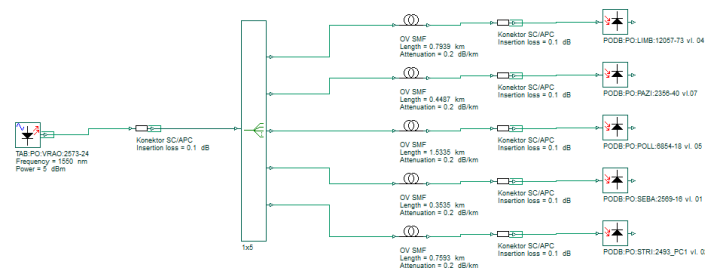 OV SMF
Length = 0.7939 km
Attenuation = 0.2 dB/km
Konektor SC/APC
Insertion loss = 0.1 dB
PODB:PO:LIMB:12057-73 vl. 04
OV SMF
Length = 0.4487 km
Attenuation = 0.2 dB/km
Konektor SC/APC
Insertion loss = 0.1 dB
PODB:PO:PAZI:2356-40 vl.07
TAB:PO:VRAO:2573-24
Frequency = 1550 nm
Power = 5 dBm
Konektor SC/APC
Insertion loss = 0.1 dB
OV SMF
Length = 1.5335 km
Attenuation = 0.2 dB/km
Konektor SC/APC
Insertion loss = 0.1 dB
PODB:PO:POLL:6854-18 vl. 05
OV SMF
Length = 0.3535 km
Attenuation = 0.2 dB/km
Konektor SC/APC
Insertion loss = 0.1 dB
PODB:PO:SEBA:2569-16 vl. 01
1x5
OV SMF
Length = 0.7593 km
Attenuation = 0.2 dB/km
Konektor SC/APC
Insertion loss = 0.1 dB
PODB:PO:STRI:2493_PC1 vl.